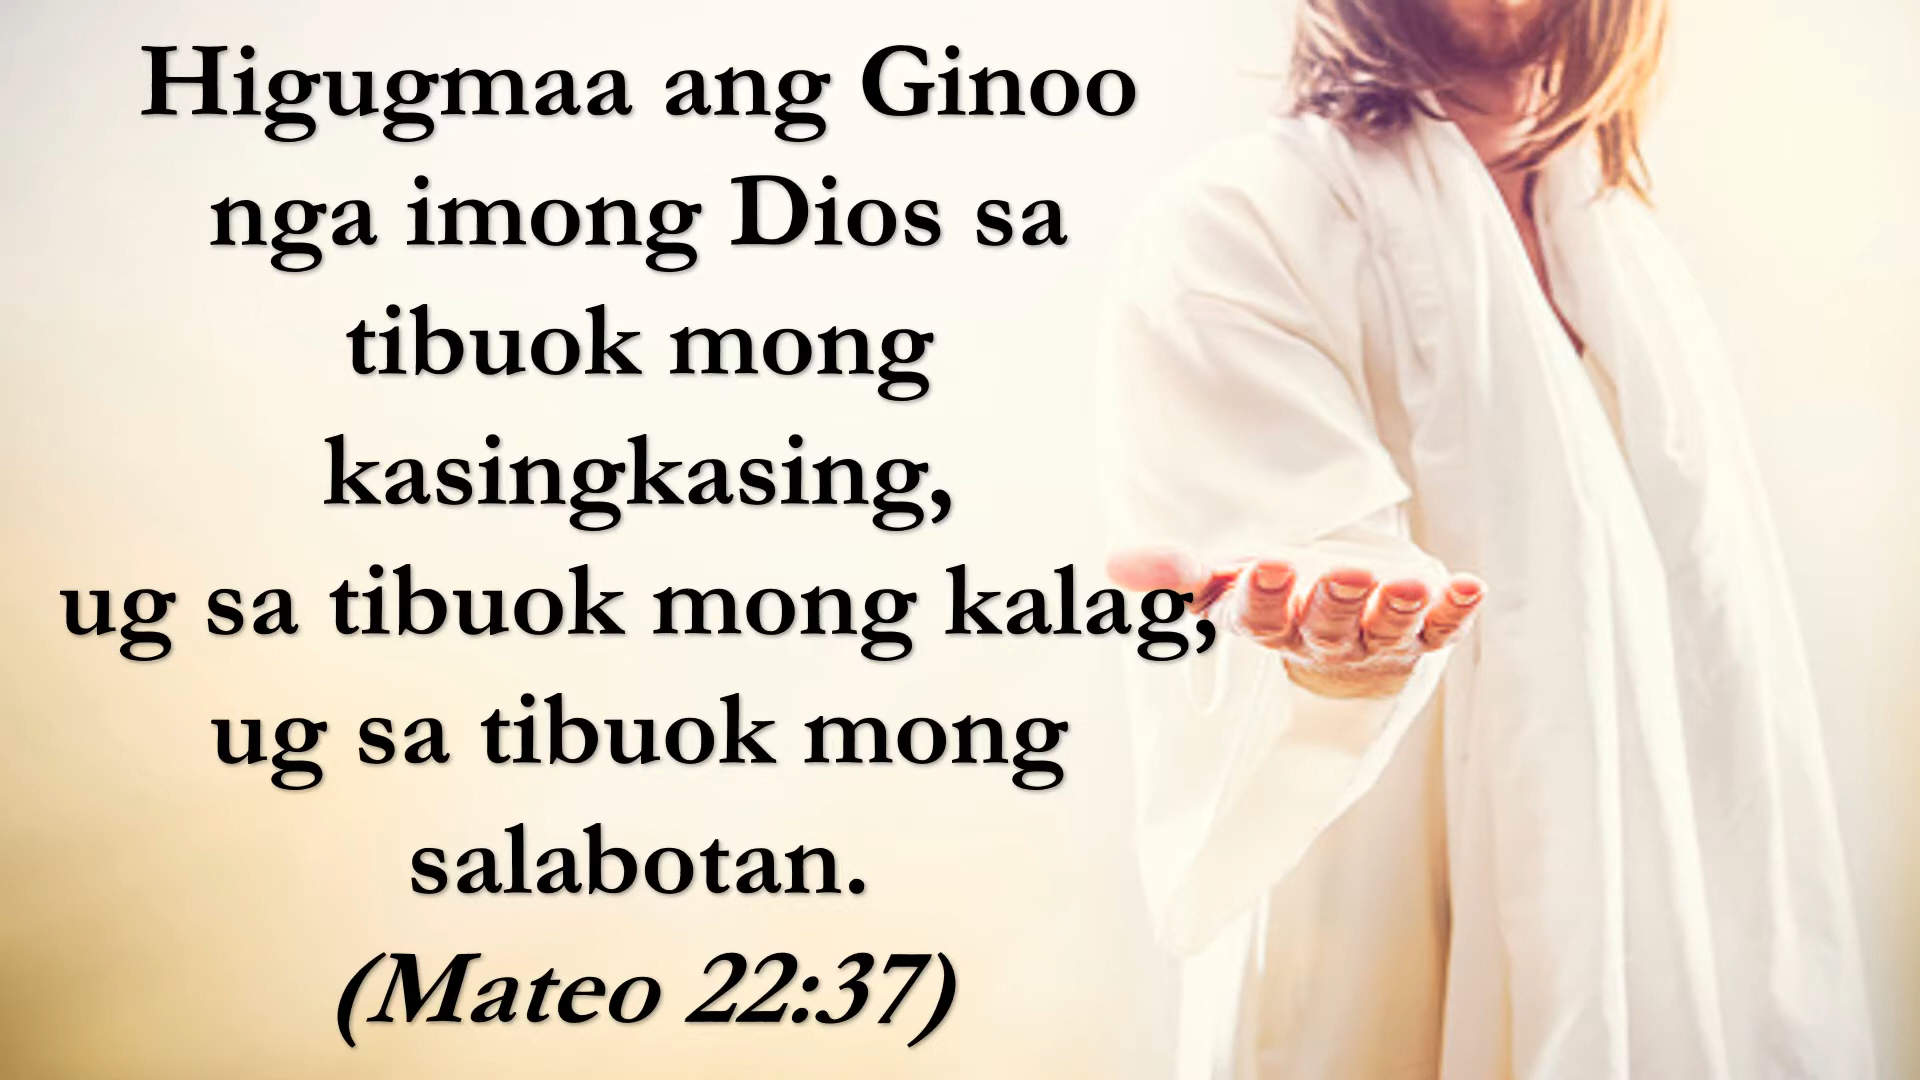 Higugmaa ang Ginoo
nga imong Dios sa
tibuok mong
kasingkasing,
ug sa tibuok mong kalag,
ug sa tibuok mong
salabotan.
(Mateo 22:37)